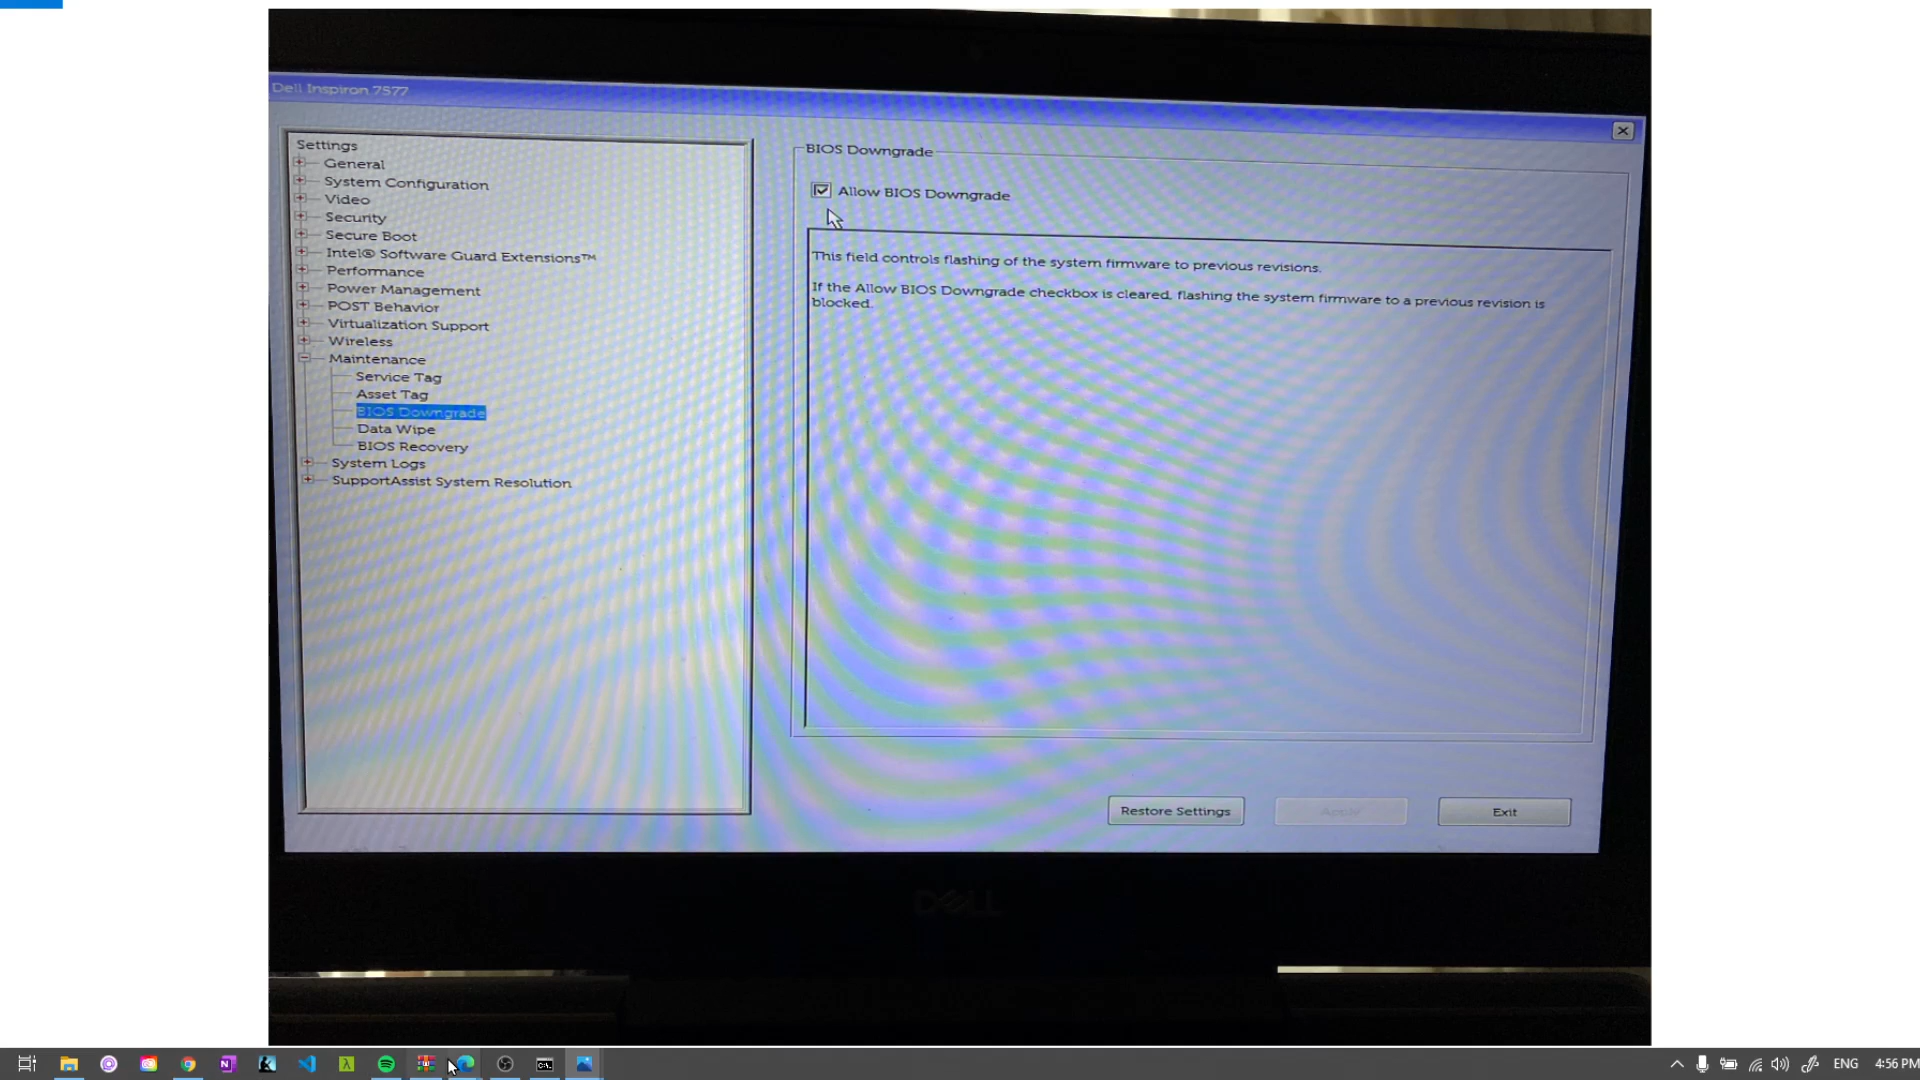 Dell Inspiron 7577
Settings
General
System Configuration
Video
Security
Secure Boot
Intel® Software Guard Extensions™
Performance
Power Management
POST Behavior
Virtualization Support
Wireless
Maintenance
Service Tag
Asset Tag
BIOS Downgrade
Data Wipe
BIOS Recovery
System Logs
SupportAssist System Resolution
BIOS Downgrade
Allow BIOS Downgrade
This field controls flashing of the system firmware to previous revisions.
If the Allow BIOS Downgrade checkbox is cleared, flashing the system firmware to a previous revision is
blocked.
Restore Settings
Apply
Exit
DELL
ENG
4:56 PM